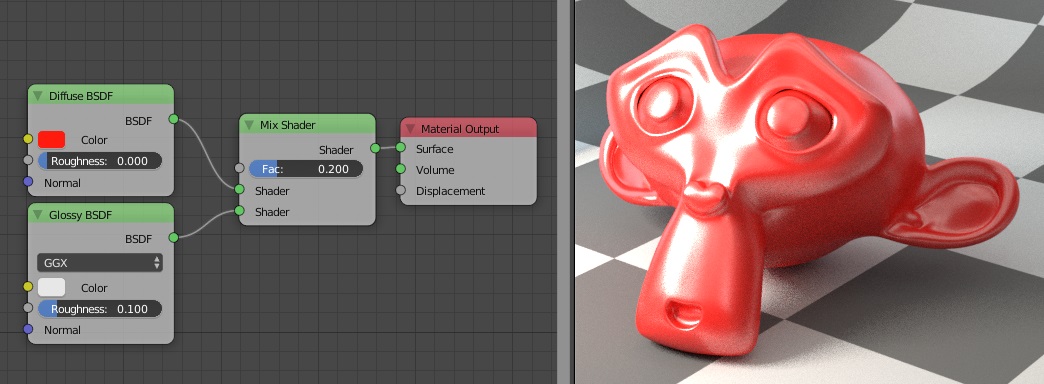 Diffuse BSDF
BSDF
Color
Roughness: 0.000
Normal
Glossy BSDF
BSDF
GGX
Color
Roughness: 0.100
Normal
Mix Shader
Shader
Fac: 0.200
Shader
Shader
Material Output
Surface
Volume
Displacement